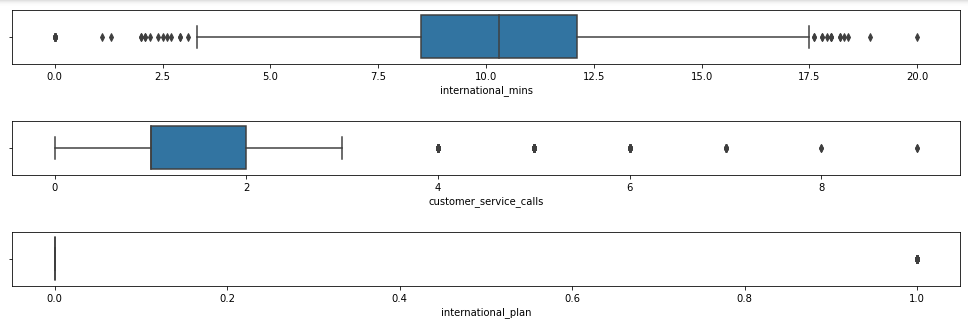 0.0 2.5 5.0 7.5 10.0 12.5 15.0 17.5 20.0
international_mins
0 2 4 6 8
customer_service_calls
0.0 0.2 0.4 0.6 0.8 1.0
international_plan